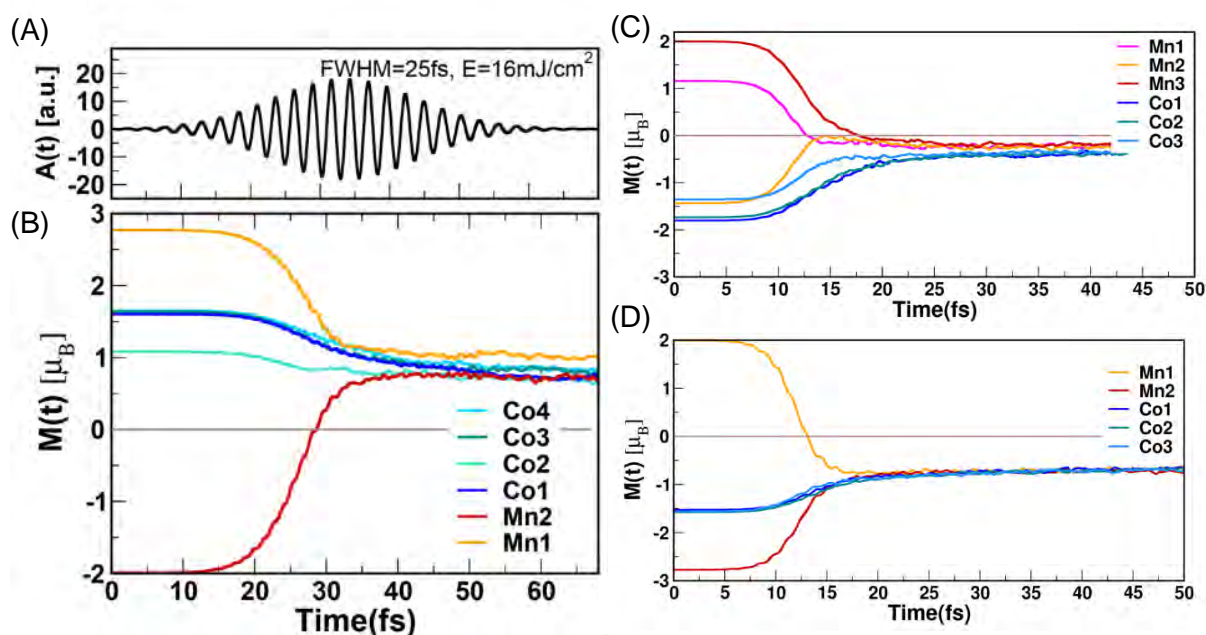 (A)
FWHM=25fs, E=16mJ/cm²
A(t) [a.u.]
20
10
0
-10
-20
(B)
M(t) [μB]
3
2
1
0
-1
-2
Co4
Co3
Co2
Co1
Mn2
Mn1
0 10 20 30 40 50 60
Time(fs)
(C)
M(t) [μB]
2
1
0
-1
-2
-3
Mn1
Mn2
Mn3
Co1
Co2
Co3
0 5 10 15 20 25 30 35 40 45 50
Time(fs)
(D)
M(t) [μB]
2
1
0
-1
-2
-3
Mn1
Mn2
Co1
Co2
Co3
0 5 10 15 20 25 30 35 40 45 50
Time(fs)